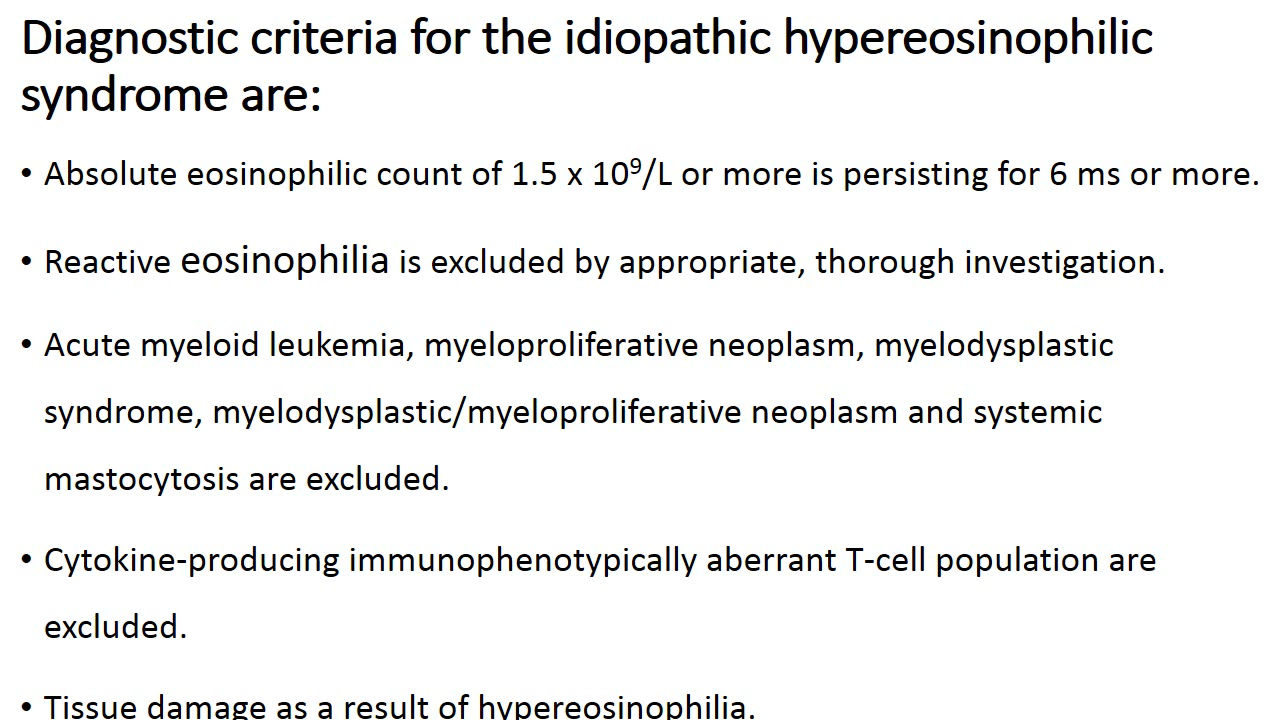 Diagnostic criteria for the idiopathic hypereosinophilic
syndrome are:
• Absolute eosinophilic count of 1.5 x 10⁹/L or more is persisting for 6 ms or more.
• Reactive eosinophilia is excluded by appropriate, thorough investigation.
• Acute myeloid leukemia, myeloproliferative neoplasm, myelodysplastic
syndrome, myelodysplastic/myeloproliferative neoplasm and systemic
mastocytosis are excluded.
• Cytokine-producing immunophenotypically aberrant T-cell population are
excluded.
• Tissue damage as a result of hypereosinophilia.